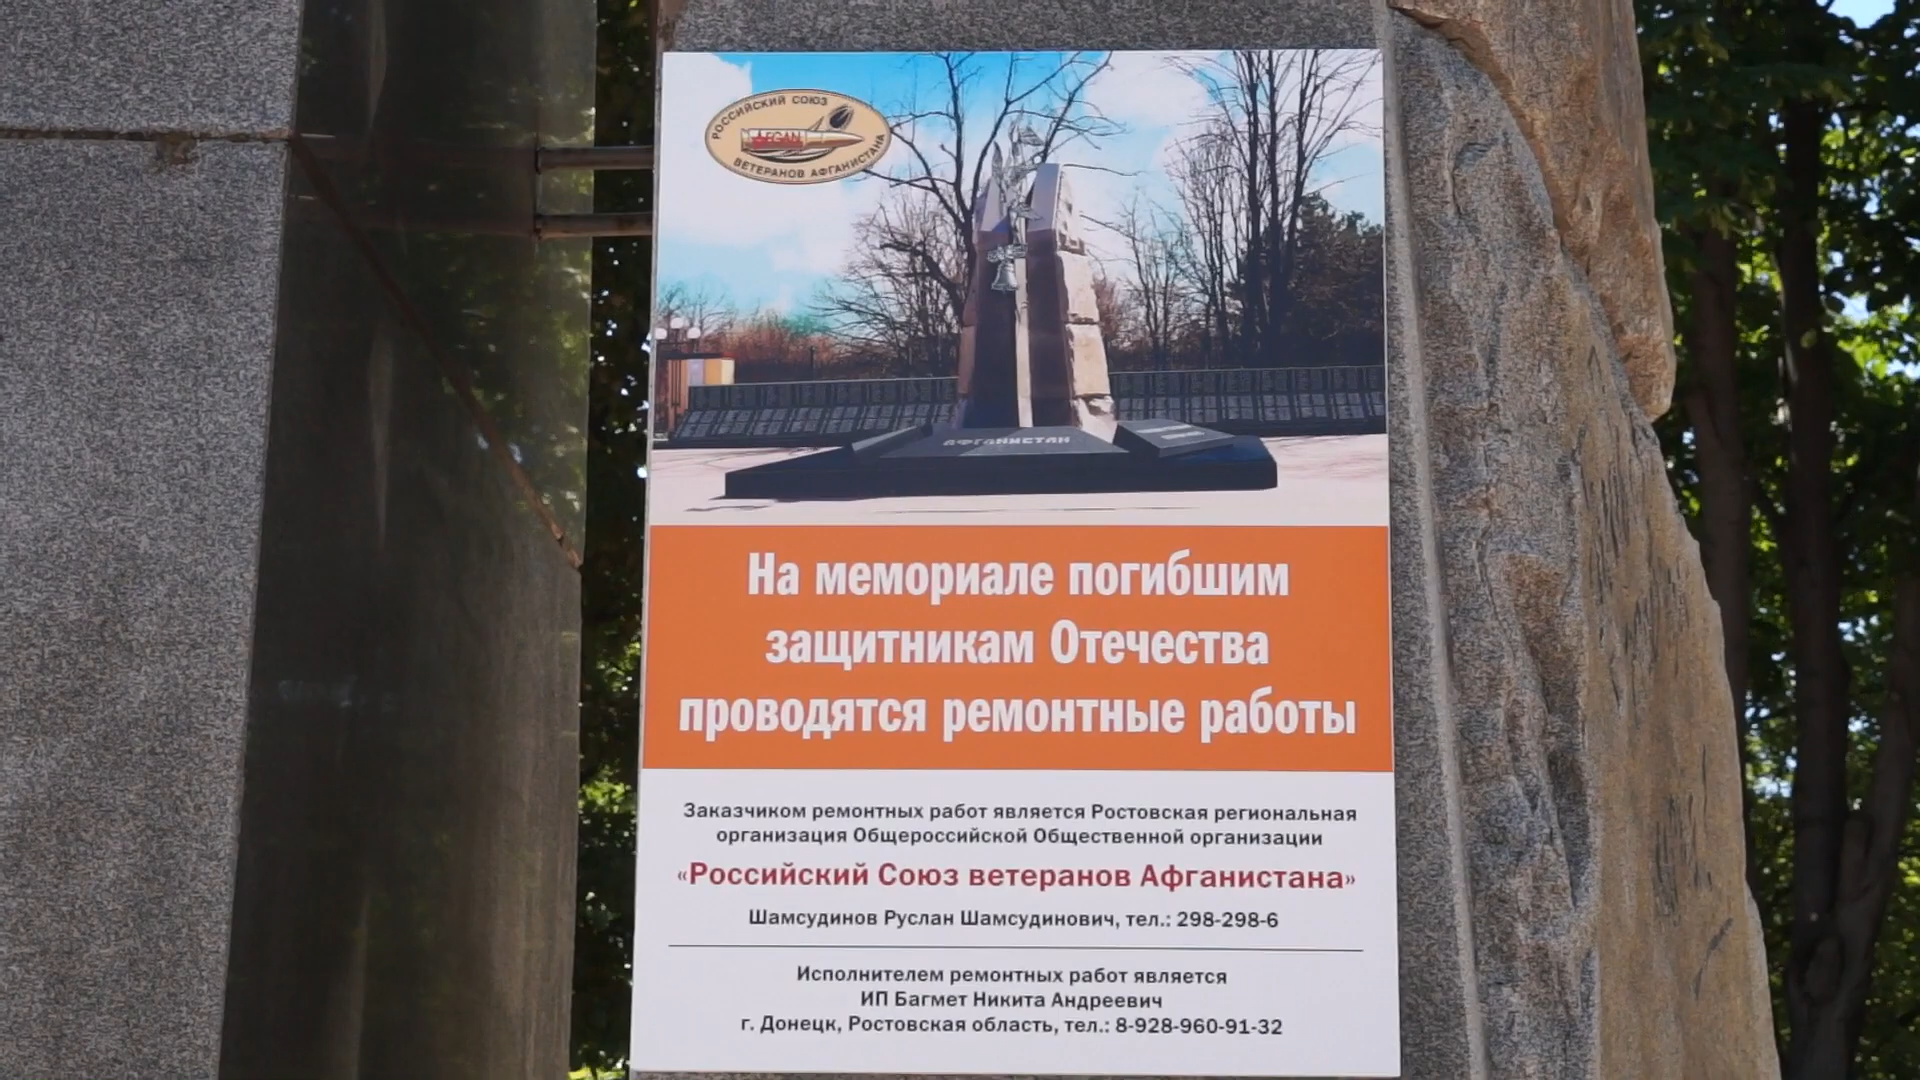 РОССИЙСКИЙ СОЮЗ
AFGAN
ВЕТЕРАНОВ АФГАНИСТАНА
АФГАНИСТАН
На мемориале погибшим
защитникам Отечества
проводятся ремонтные работы
Заказчиком ремонтных работ является Ростовская региональная
организация Общероссийской Общественной организации
«Российский Союз ветеранов Афганистана»
Шамсудинов Руслан Шамсудинович, тел.: 298-298-6
Исполнителем ремонтных работ является
ИП Багмет Никита Андреевич
г. Донецк, Ростовская область, тел.: 8-928-960-91-32